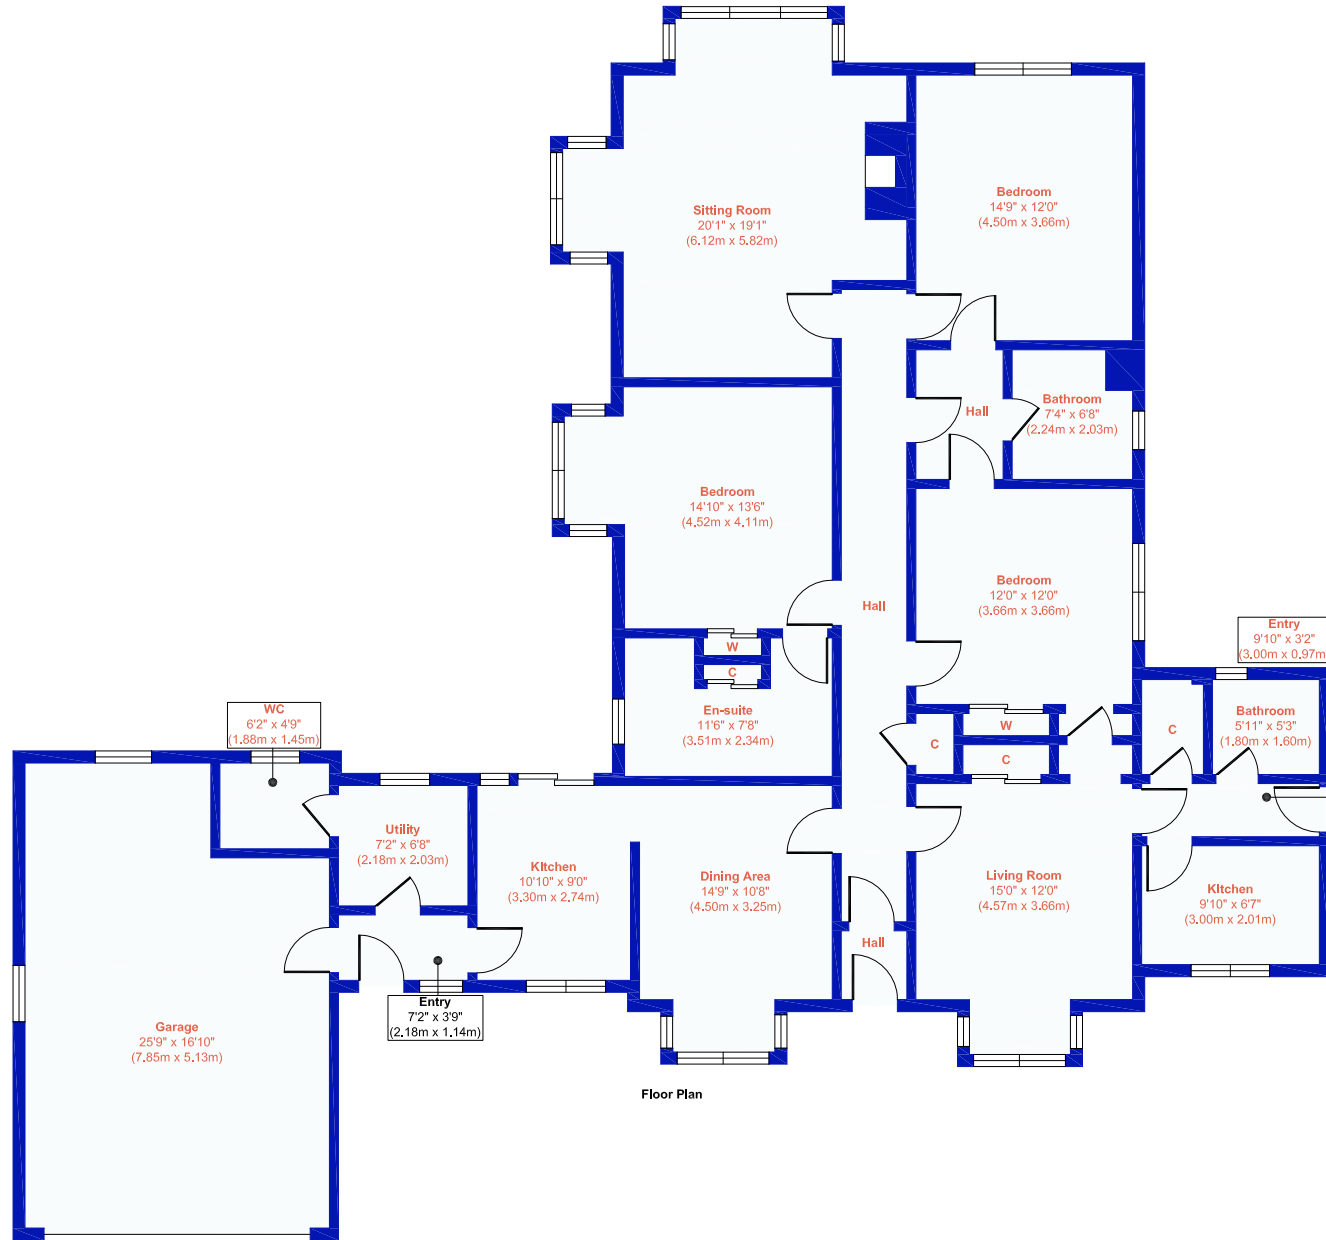 Sitting Room
20'1" x 19'1"
(6.12m x 5.82m)
Bedroom
14'9" x 12'0"
(4.50m x 3.66m)
Hall
Bathroom
7'4" x 6'8"
(2.24m x 2.03m)
Bedroom
14'10" x 13'6"
(4.52m x 4.11m)
Hall
Bedroom
12'0" x 12'0"
(3.66m x 3.66m)
Entry
9'10" x 3'2"
(3.00m x 0.97m
W
C
En-suite
11'6" x 7'8"
(3.51m x 2.34m)
WC
6'2" x 4'9"
(1.88m x 1.45m)
W
C
C
C
Bathroom
5'11" x 5'3"
(1.80m x 1.60m)
Utility
7'2" x 6'8"
(2.18m x 2.03m)
KItchen
10'10" x 9'0"
(3.30m x 2.74m)
Dining Area
14'9" x 10'8"
(4.50m x 3.25m)
Living Room
15'0" x 12'0"
(4.57m x 3.66m)
KItchen
9'10" x 6'7"
(3.00m x 2.01m)
Hall
Entry
7'2" x 3'9"
(2.18m x 1.14m)
Garage
25'9" x 16'10"
(7.85m x 5.13m)
Floor Plan